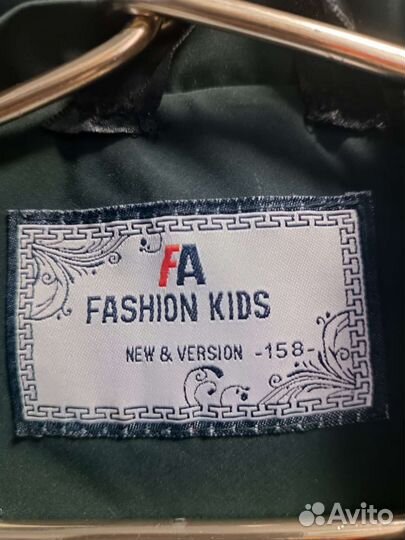 FA
FASHION KIDS
NEW & VERSION -158-
Avito